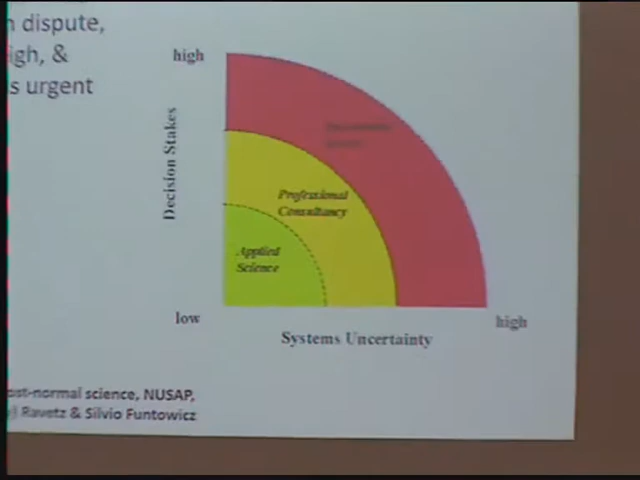 dispute,
high
igh, &
s urgent
Decision Stakes
Professional
Consultancy
Applied
Science
low
high
Systems Uncertainty
ost-normal science, NUSAP,
Ravetz & Silvio Funtowicz